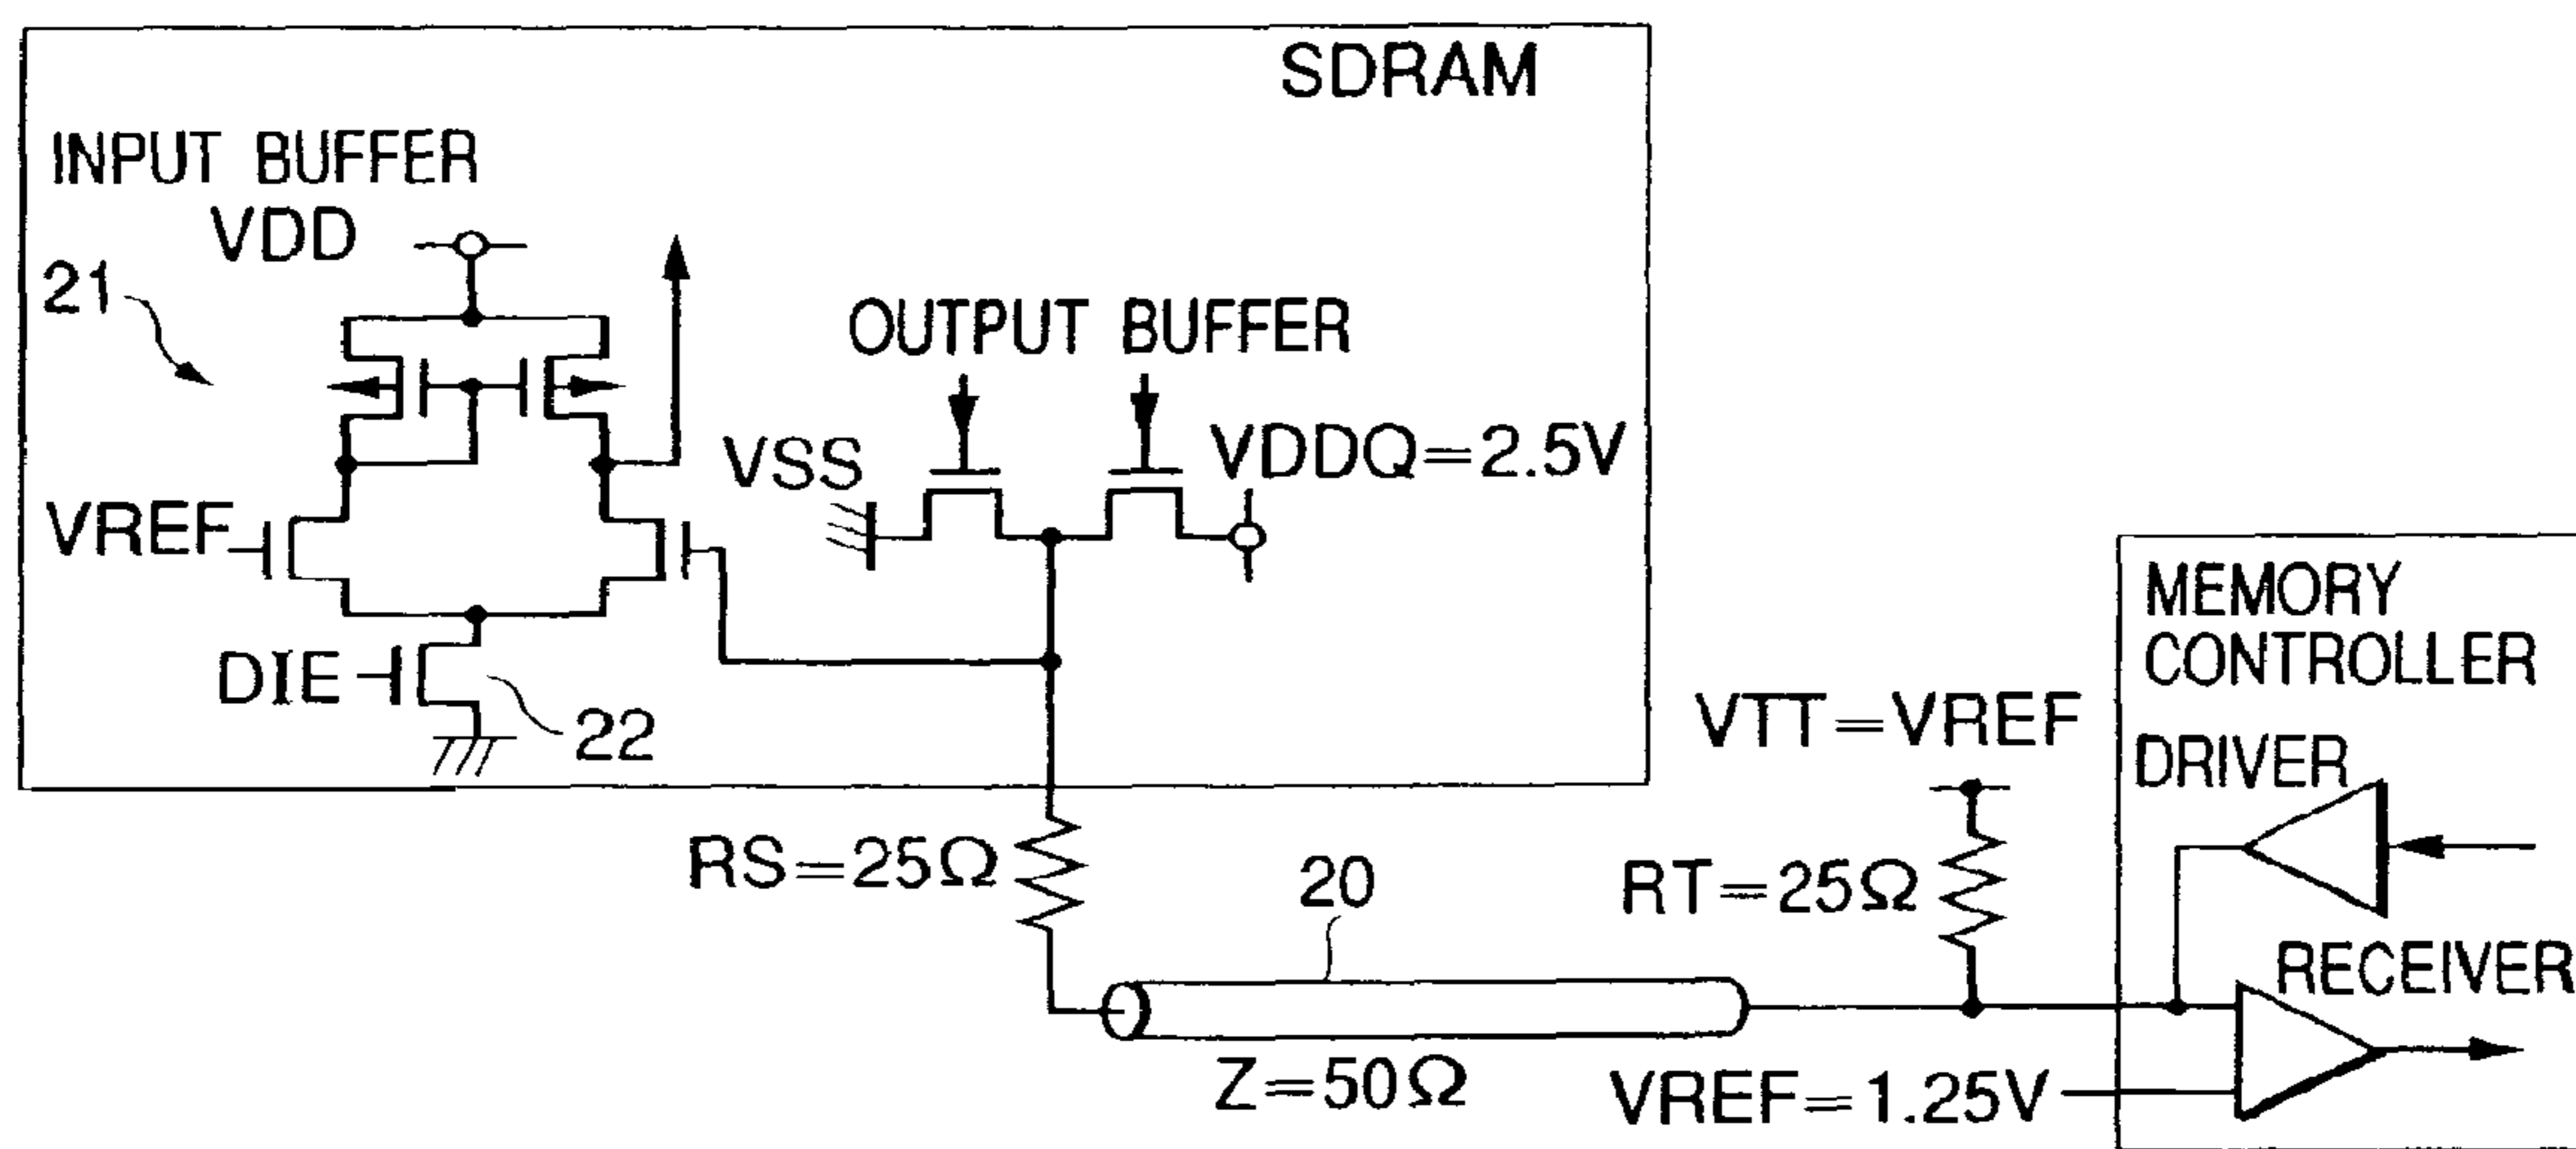 SDRAM
INPUT BUFFER
VDD
21
OUTPUT BUFFER
VSS
VDDQ=2.5V
VREF
DIE
22
MEMORY
CONTROLLER
VTT=VREF
DRIVER
RS=25Ω
20
RT=25Ω
RECEIVER
Z=50Ω
VREF=1.25V